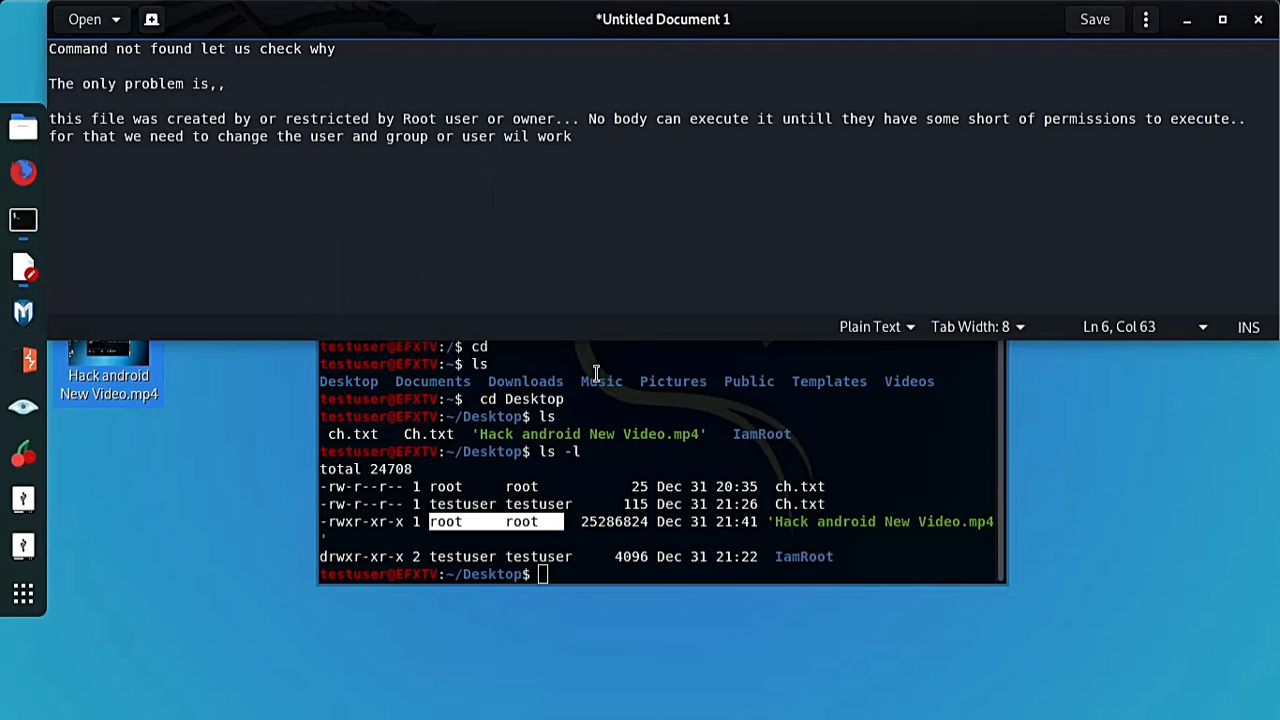 Open
*Untitled Document 1
Save
Command not found let us check why
The only problem is,,
this file was created by or restricted by Root user or owner... No body can execute it untill they have some short of permissions to execute..
for that we need to change the user and group or user wil work
Plain Text
Tab Width: 8
Ln 6, Col 63
INS
Hack android
New Video.mp4
testuser@EFXTV:/$ cd
testuser@EFXTV:~$ ls
Desktop Documents Downloads Music Pictures Public Templates Videos
testuser@EFXTV:~$  cd Desktop
testuser@EFXTV:~/Desktop$ ls
ch.txt Ch.txt 'Hack android New Video.mp4' IamRoot
testuser@EFXTV:~/Desktop$ ls -l
total 24708
-rw-r--r-- 1 root     root           25 Dec 31 20:35  ch.txt
-rw-r--r-- 1 testuser testuser      115 Dec 31 21:26  Ch.txt
-rwxr-xr-x 1 root     root     25286824 Dec 31 21:41 'Hack android New Video.mp4
'
drwxr-xr-x 2 testuser testuser     4096 Dec 31 21:22  IamRoot
testuser@EFXTV:~/Desktop$